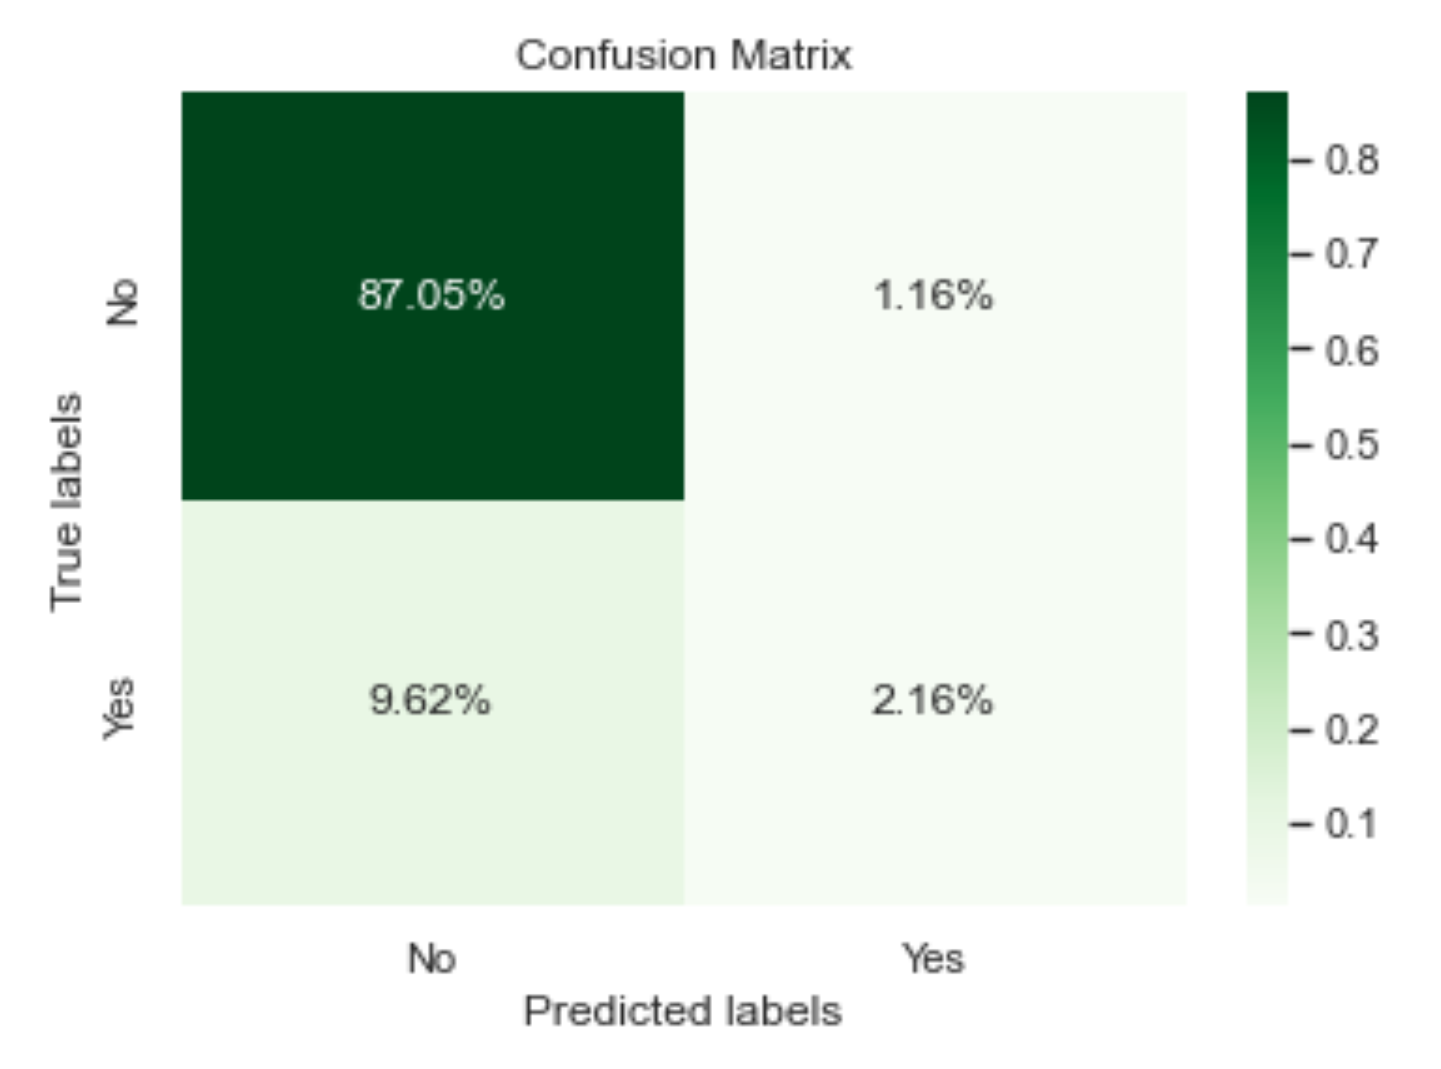 Confusion Matrix
No
87.05%
1.16%
True labels
Yes
9.62%
2.16%
No
Yes
Predicted labels
0.8
0.7
0.6
0.5
0.4
0.3
0.2
0.1